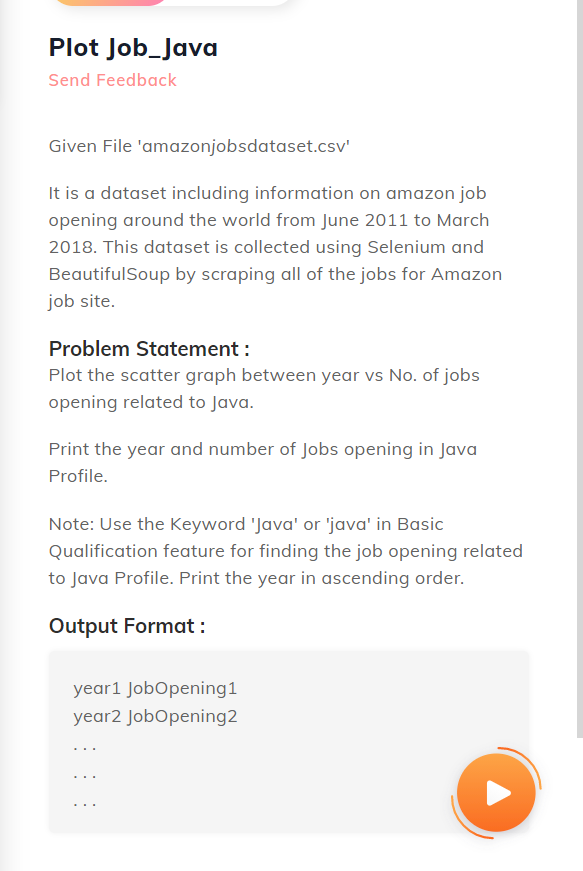 Plot Job_Java
Send Feedback
Given File 'amazonjobsdataset.csv'
It is a dataset including information on amazon job
opening around the world from June 2011 to March
2018. This dataset is collected using Selenium and
BeautifulSoup by scraping all of the jobs for Amazon
job site.
Problem Statement :
Plot the scatter graph between year vs No. of jobs
opening related to Java.
Print the year and number of Jobs opening in Java
Profile.
Note: Use the Keyword 'Java' or 'java' in Basic
Qualification feature for finding the job opening related
to Java Profile. Print the year in ascending order.
Output Format :
year1 JobOpening1
year2 JobOpening2
. . .
. . .
. . .